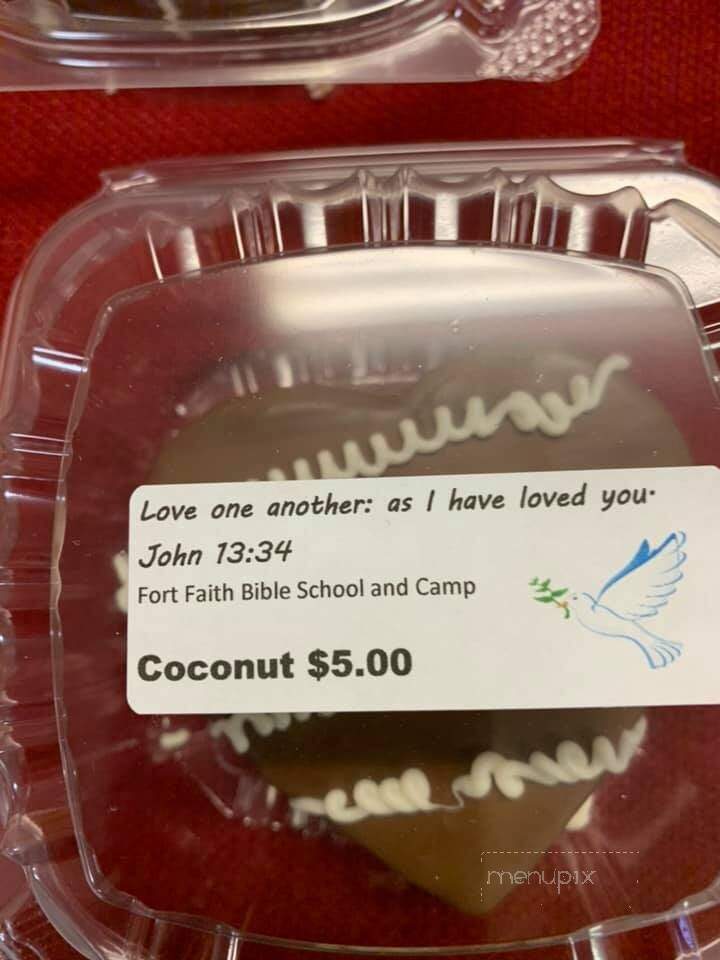 Love one another: as I have loved you.
John 13:34
Fort Faith Bible School and Camp
Coconut $5.00
menupix